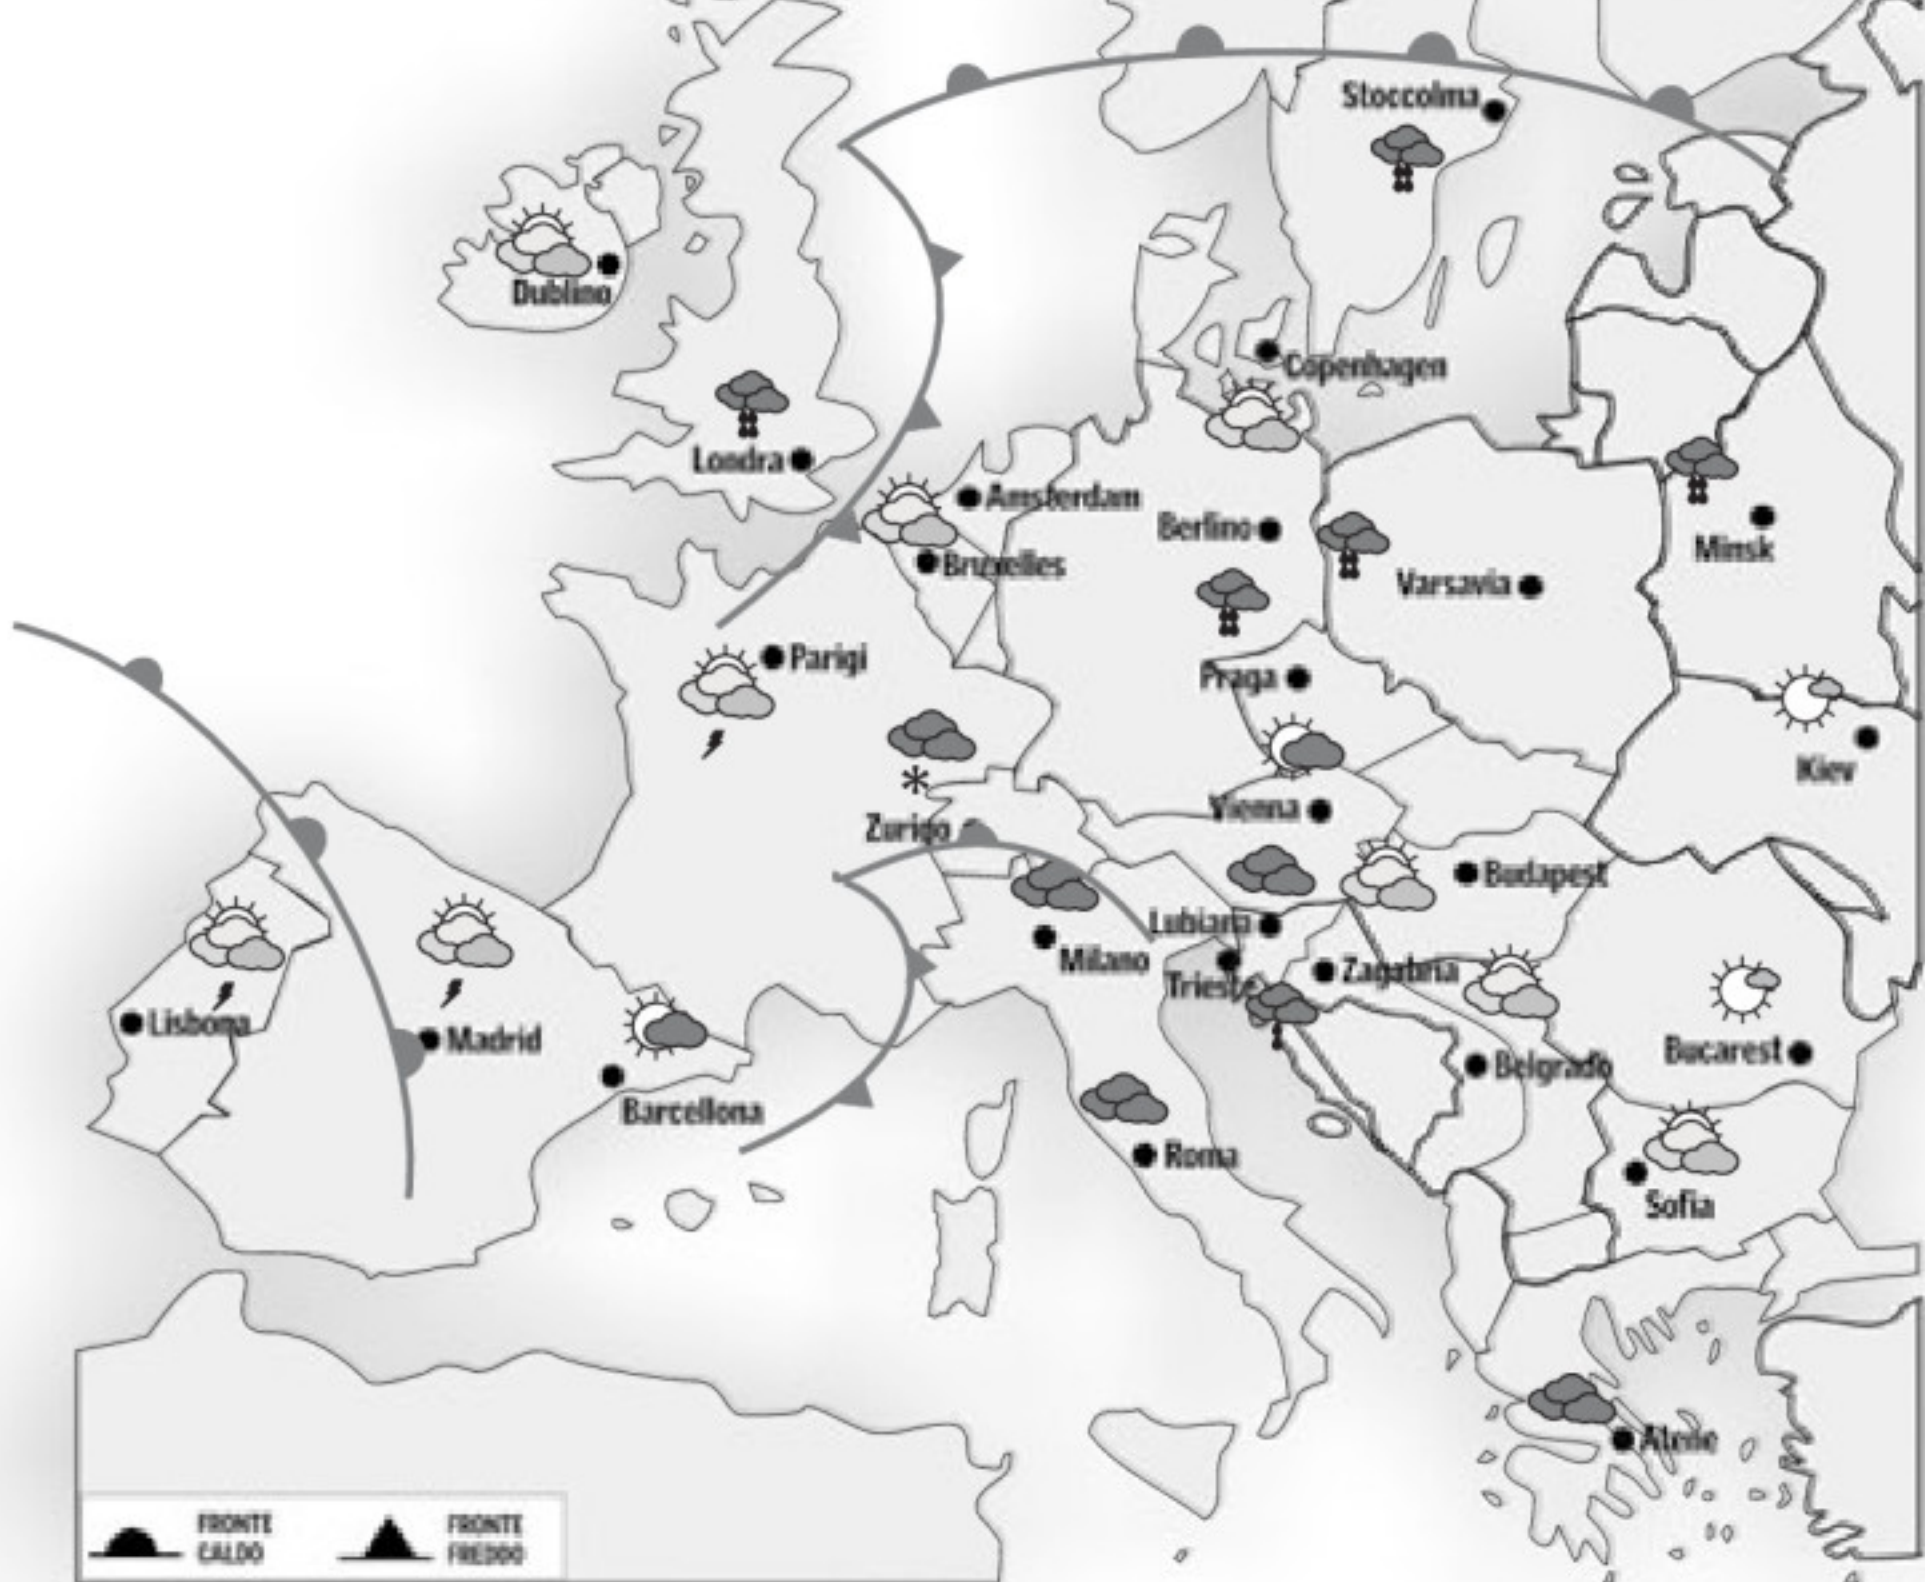 Stoccolma
Dublino
Copenhagen
Londra
Amsterdam
Berlino
Bruxelles
Minsk
Varsavia
Parigi
Praga
Kiev
Vienna
Zurigo
Budapest
Lubiana
Milano
Zagabria
Trieste
Lisbona
Madrid
Bucarest
Belgrado
Barcellona
Roma
Sofia
Atene
FRONTE
CALDO
FRONTE
FREDDO